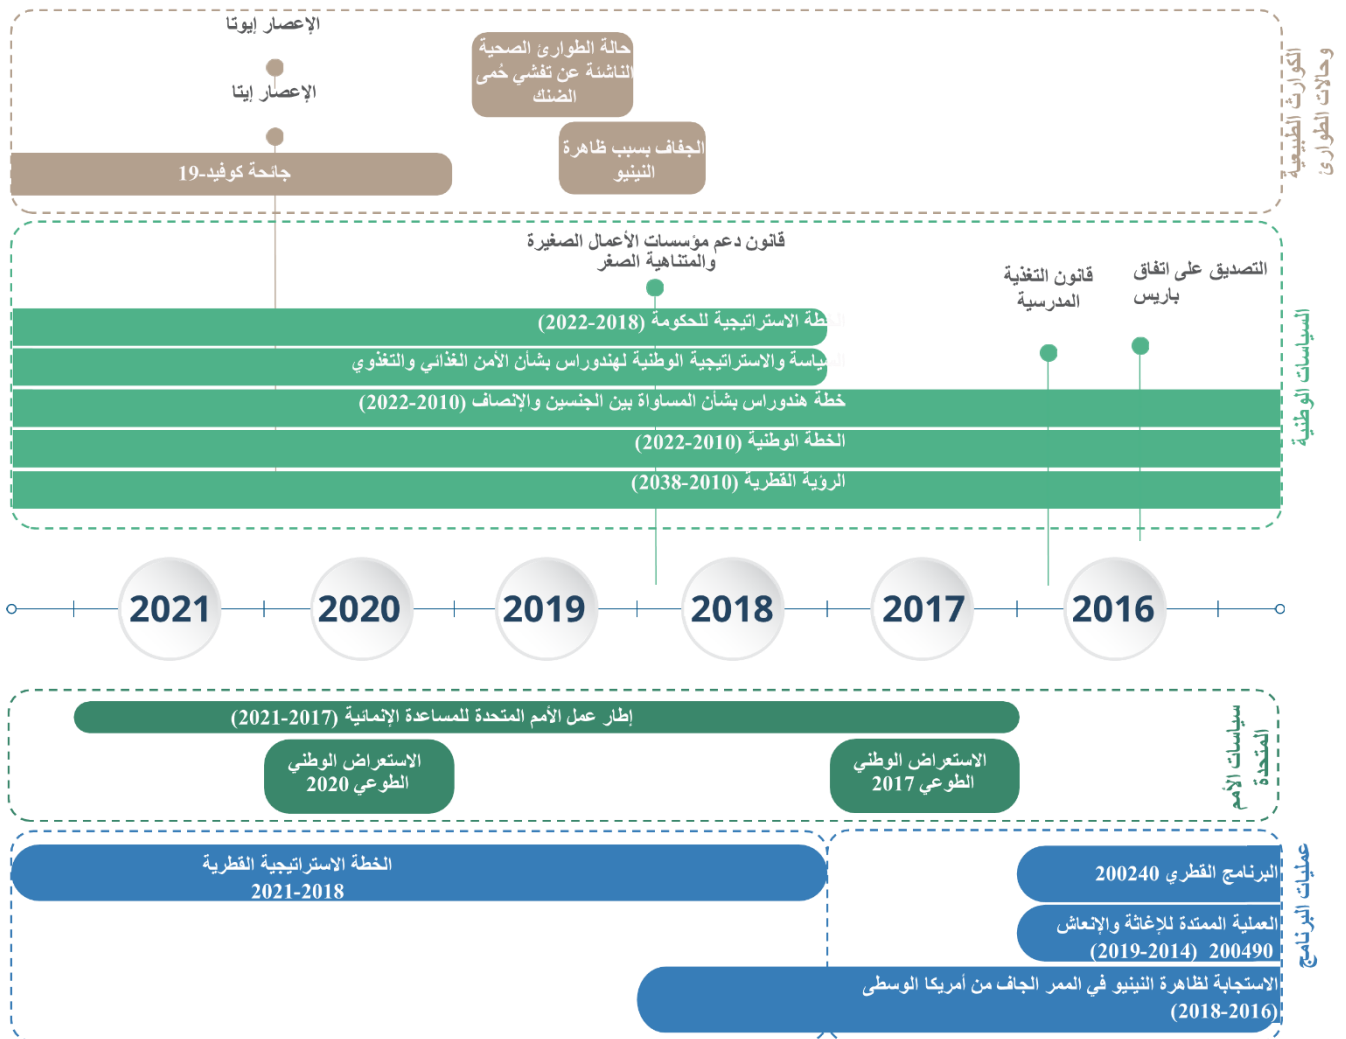 الكوارث الطبيعية
وحالات الطوارئ
الإعصار إيوتا
الإعصار إيتا
حالة الطوارئ الصحية
الناشئة عن تفشي حُمى
الضنك
الجفاف بسبب ظاهرة
النينيو
جائحة كوفيد-19
السياسات الوطنية
التصديق على اتفاق
باريس
قانون التغذية
المدرسية
قانون دعم مؤسسات الأعمال الصغيرة
والمتناهية الصغر
الخطة الاستراتيجية للحكومة (2018-2022)
السياسة والاستراتيجية الوطنية لهندوراس بشأن الأمن الغذائي والتغذوي
خطة هندوراس بشأن المساواة بين الجنسين والإنصاف (2010-2022)
الخطة الوطنية (2010-2022)
الرؤية القطرية (2010-2038)
2016
2017
2018
2019
2020
2021
سياسات الأمم
المتحدة
إطار عمل الأمم المتحدة للمساعدة الإنمائية (2017-2021)
الاستعراض الوطني
الطوعي 2017
الاستعراض الوطني
الطوعي 2020
عمليات البرنامج
البرنامج القطري 200240
العملية الممتدة للإغاثة والإنعاش
200490 (2014-2019)
الاستجابة لظاهرة النينيو في الممر الجاف من أمريكا الوسطى
(2016-2018)
الخطة الاستراتيجية القطرية
2018-2021